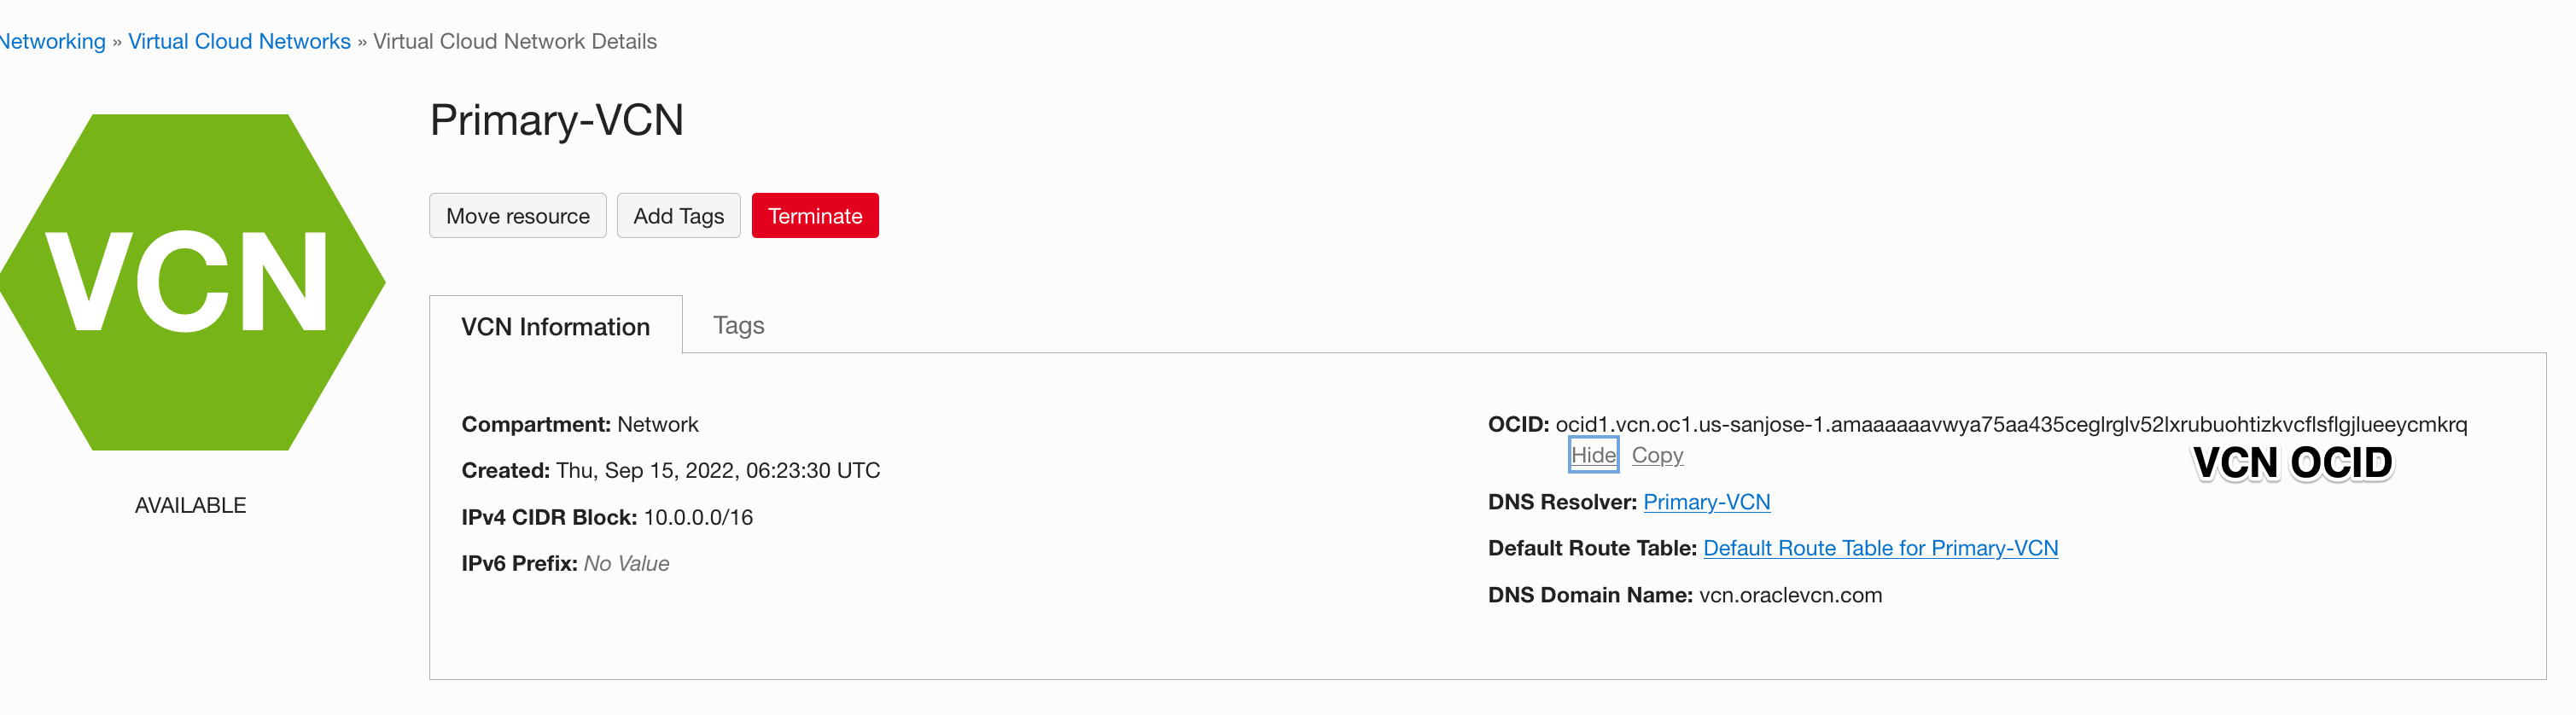 Networking » Virtual Cloud Networks » Virtual Cloud Network Details
VCN
AVAILABLE
Primary-VCN
Move resource Add Tags Terminate
VCN Information Tags
Compartment: Network
Created: Thu, Sep 15, 2022, 06:23:30 UTC
IPv4 CIDR Block: 10.0.0.0/16
IPv6 Prefix: No Value
OCID: ocid1.vcn.oc1.us-sanjose-1.amaaaaaavwya75aa435ceglrglv52lxrubuohtizkvcflsflgjlueeycmkrq
Hide Copy
VCN OCID
DNS Resolver: Primary-VCN
Default Route Table: Default Route Table for Primary-VCN
DNS Domain Name: vcn.oraclevcn.com